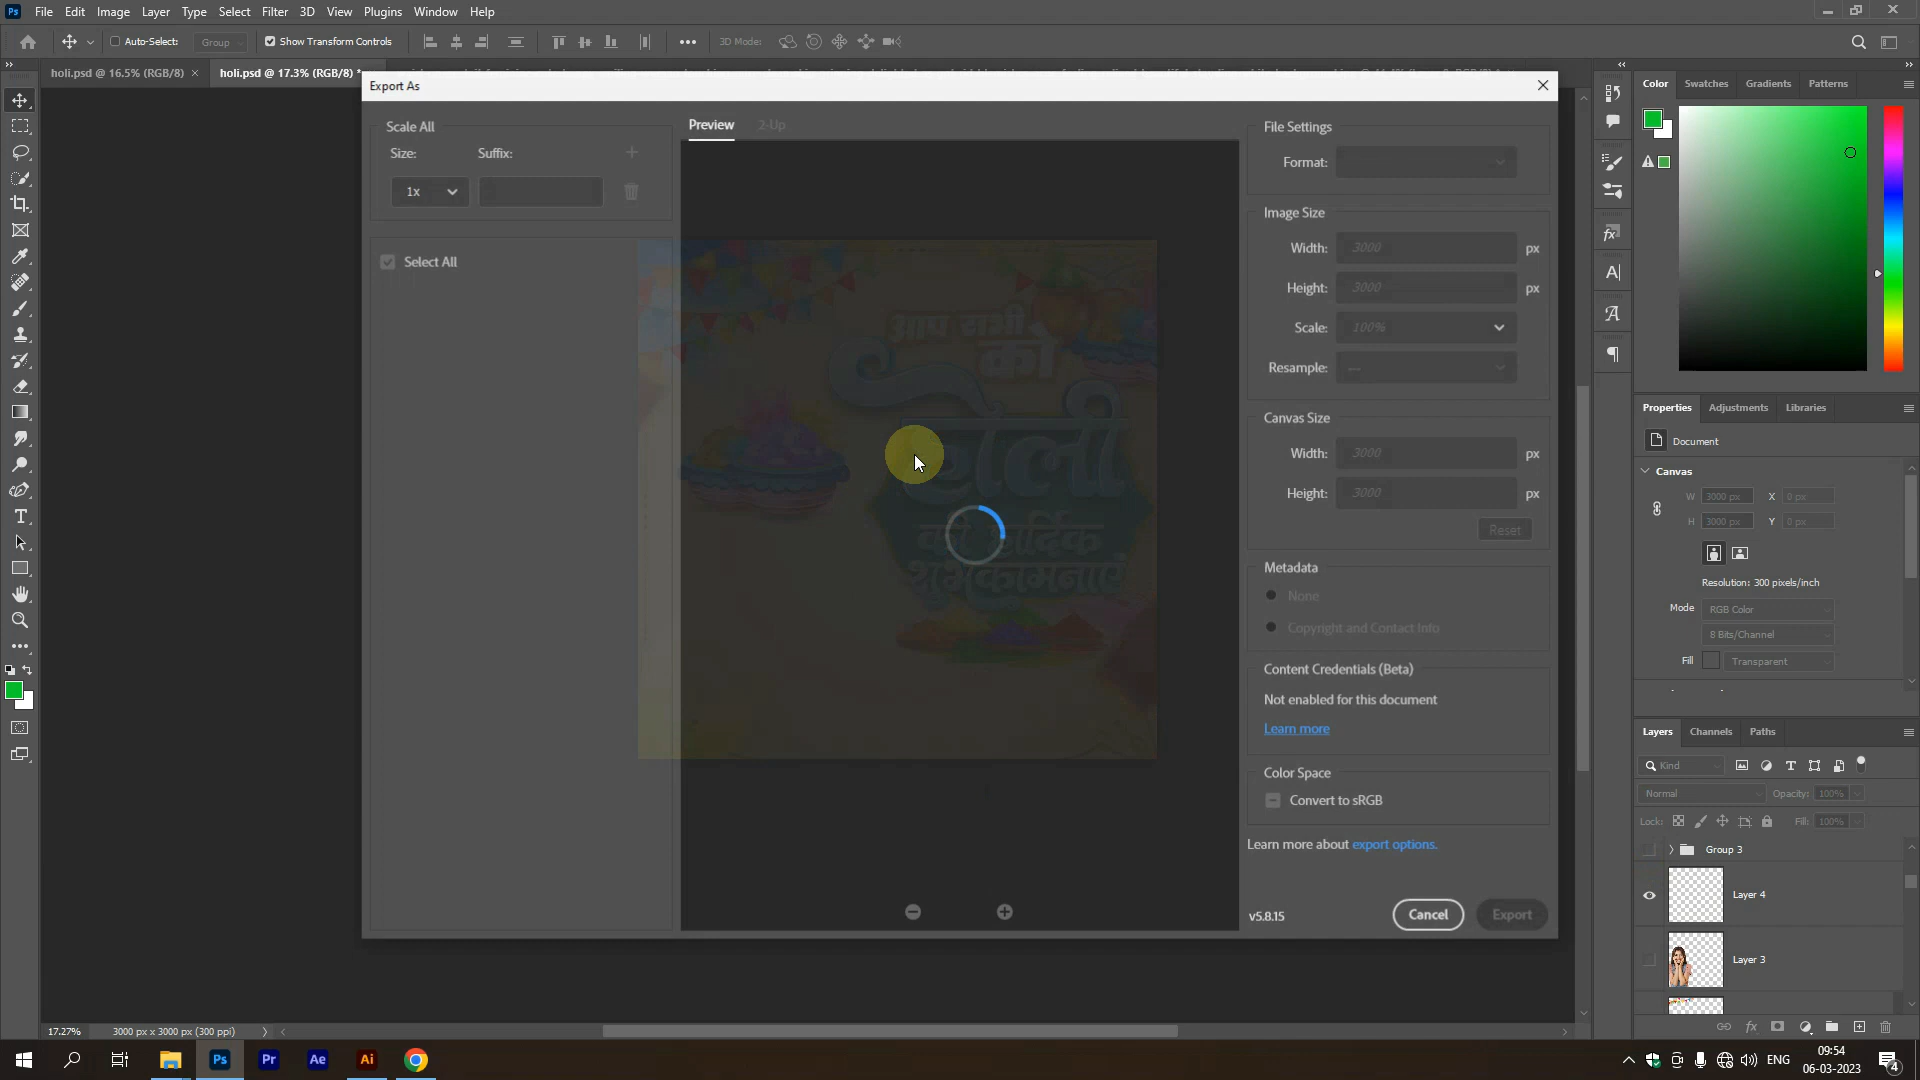 Ps File Edit Image Layer Type Select Filter 3D View Plugins Window Help
Auto-Select: Group Show Transform Controls ••• 3D Mode:
holi.psd @ 16.5% (RGB/8) × holi.psd @ 17.3% (RGB/8) *
Export As
Scale All
Size: Suffix:
1x
Select All
Preview 2-Up
आप सभी
को
होली
की हार्दिक
शुभकामनाएं
File Settings
Format:
Image Size
Width: 3000 px
Height: 3000 px
Scale: 100%
Resample:
Canvas Size
Width: 3000 px
Height: 3000 px
Reset
Metadata
None
Copyright and Contact Info
Content Credentials (Beta)
Not enabled for this document
Learn more
Color Space
Convert to sRGB
Learn more about export options.
v5.8.15 Cancel Export
Color Swatches Gradients Patterns
Properties Adjustments Libraries
Document
Canvas
W 3000 px X 0 px
H 3000 px Y 0 px
Resolution: 300 pixels/inch
Mode RGB Color
8 Bits/Channel
Fill Transparent
Layers Channels Paths
Kind
Normal Opacity: 100%
Lock: Fill: 100%
Group 3
Layer 4
Layer 3
17.27% 3000 px x 3000 px (300 ppi)
Ps Pr Ae Ai
ENG
09:54
06-03-2023
4